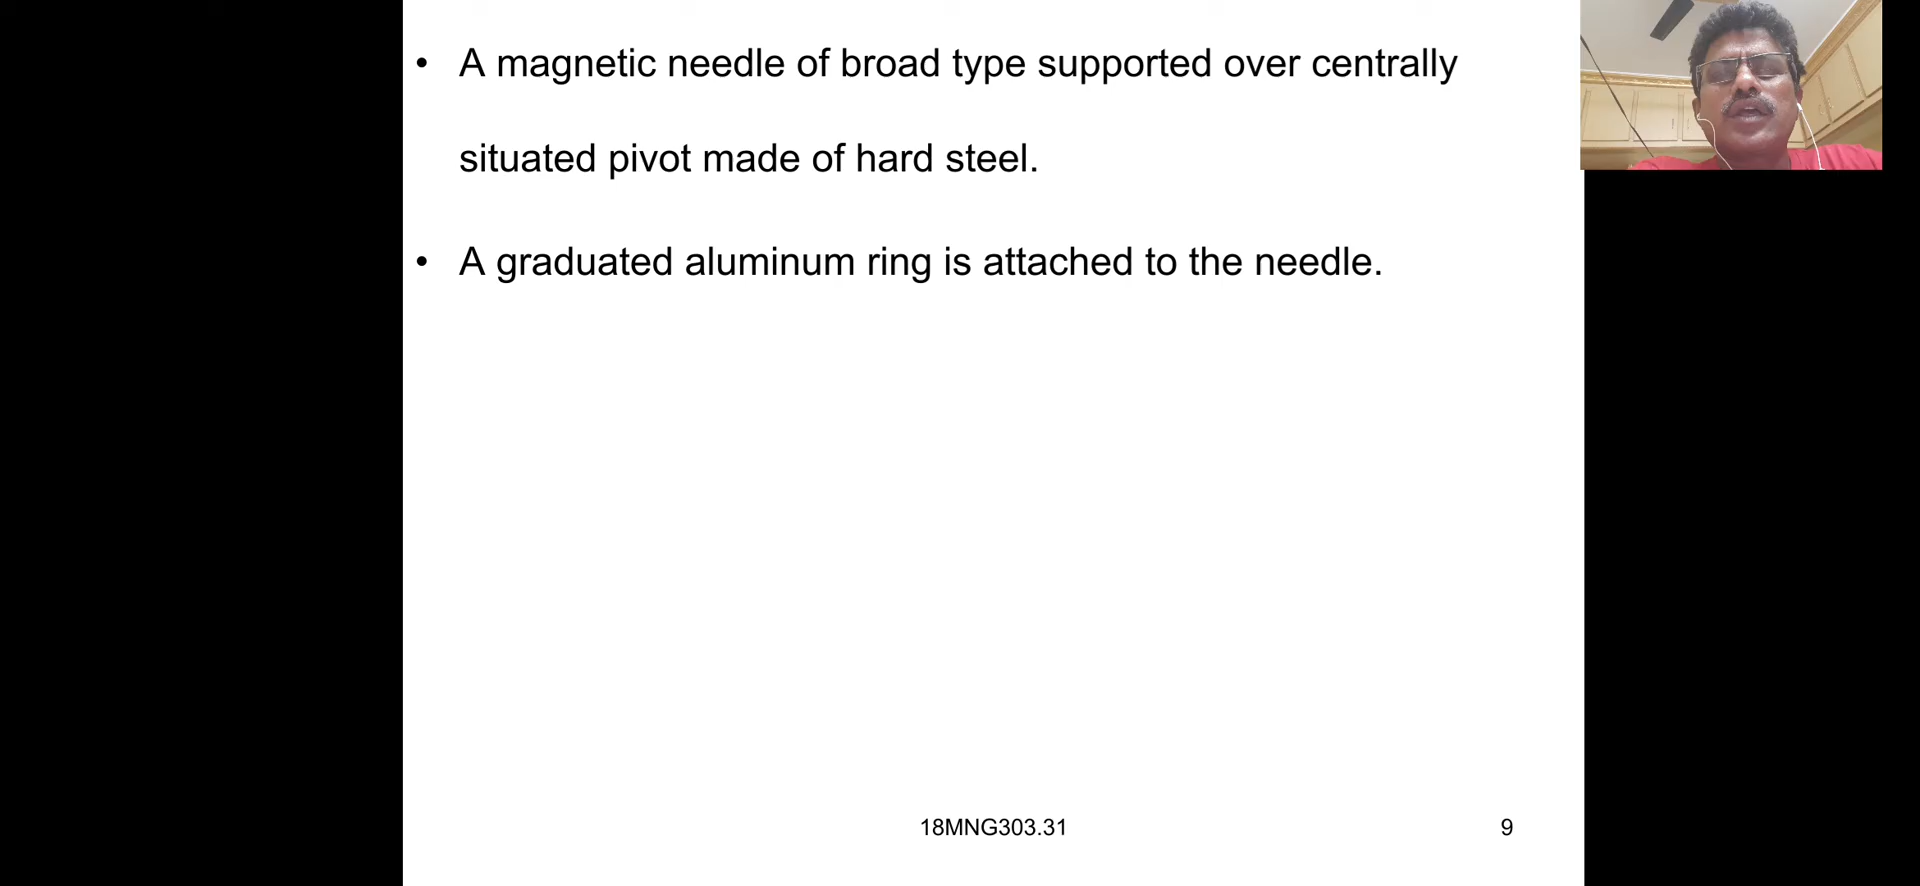 • A magnetic needle of broad type supported over centrally
situated pivot made of hard steel.
• A graduated aluminum ring is attached to the needle.
18MNG303.31
9